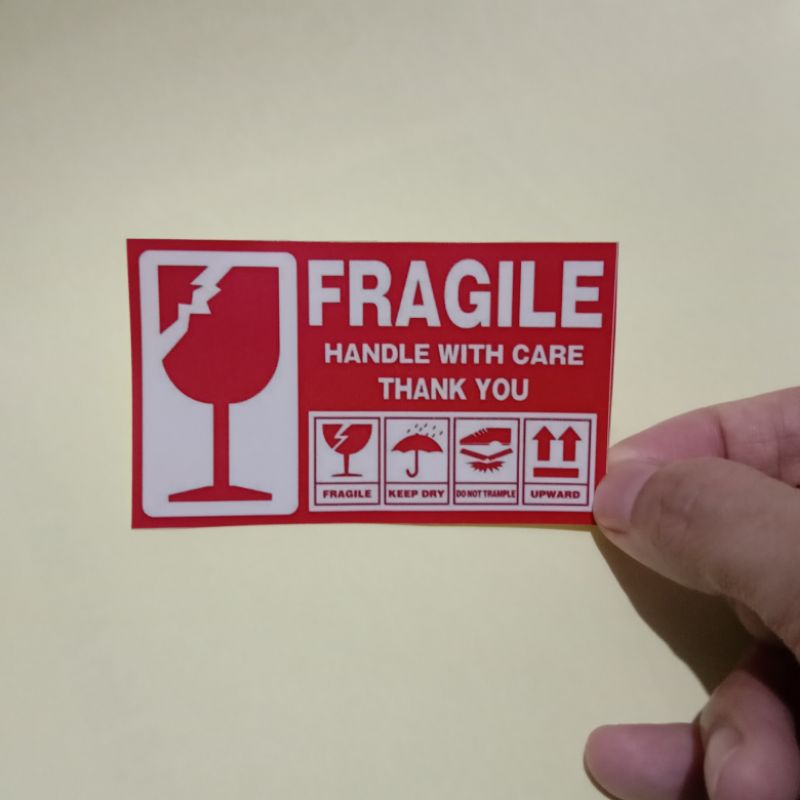 FRAGILE
HANDLE WITH CARE
THANK YOU
FRAGILE
KEEP DRY
DO NOT TRAMPLE
UPWARD